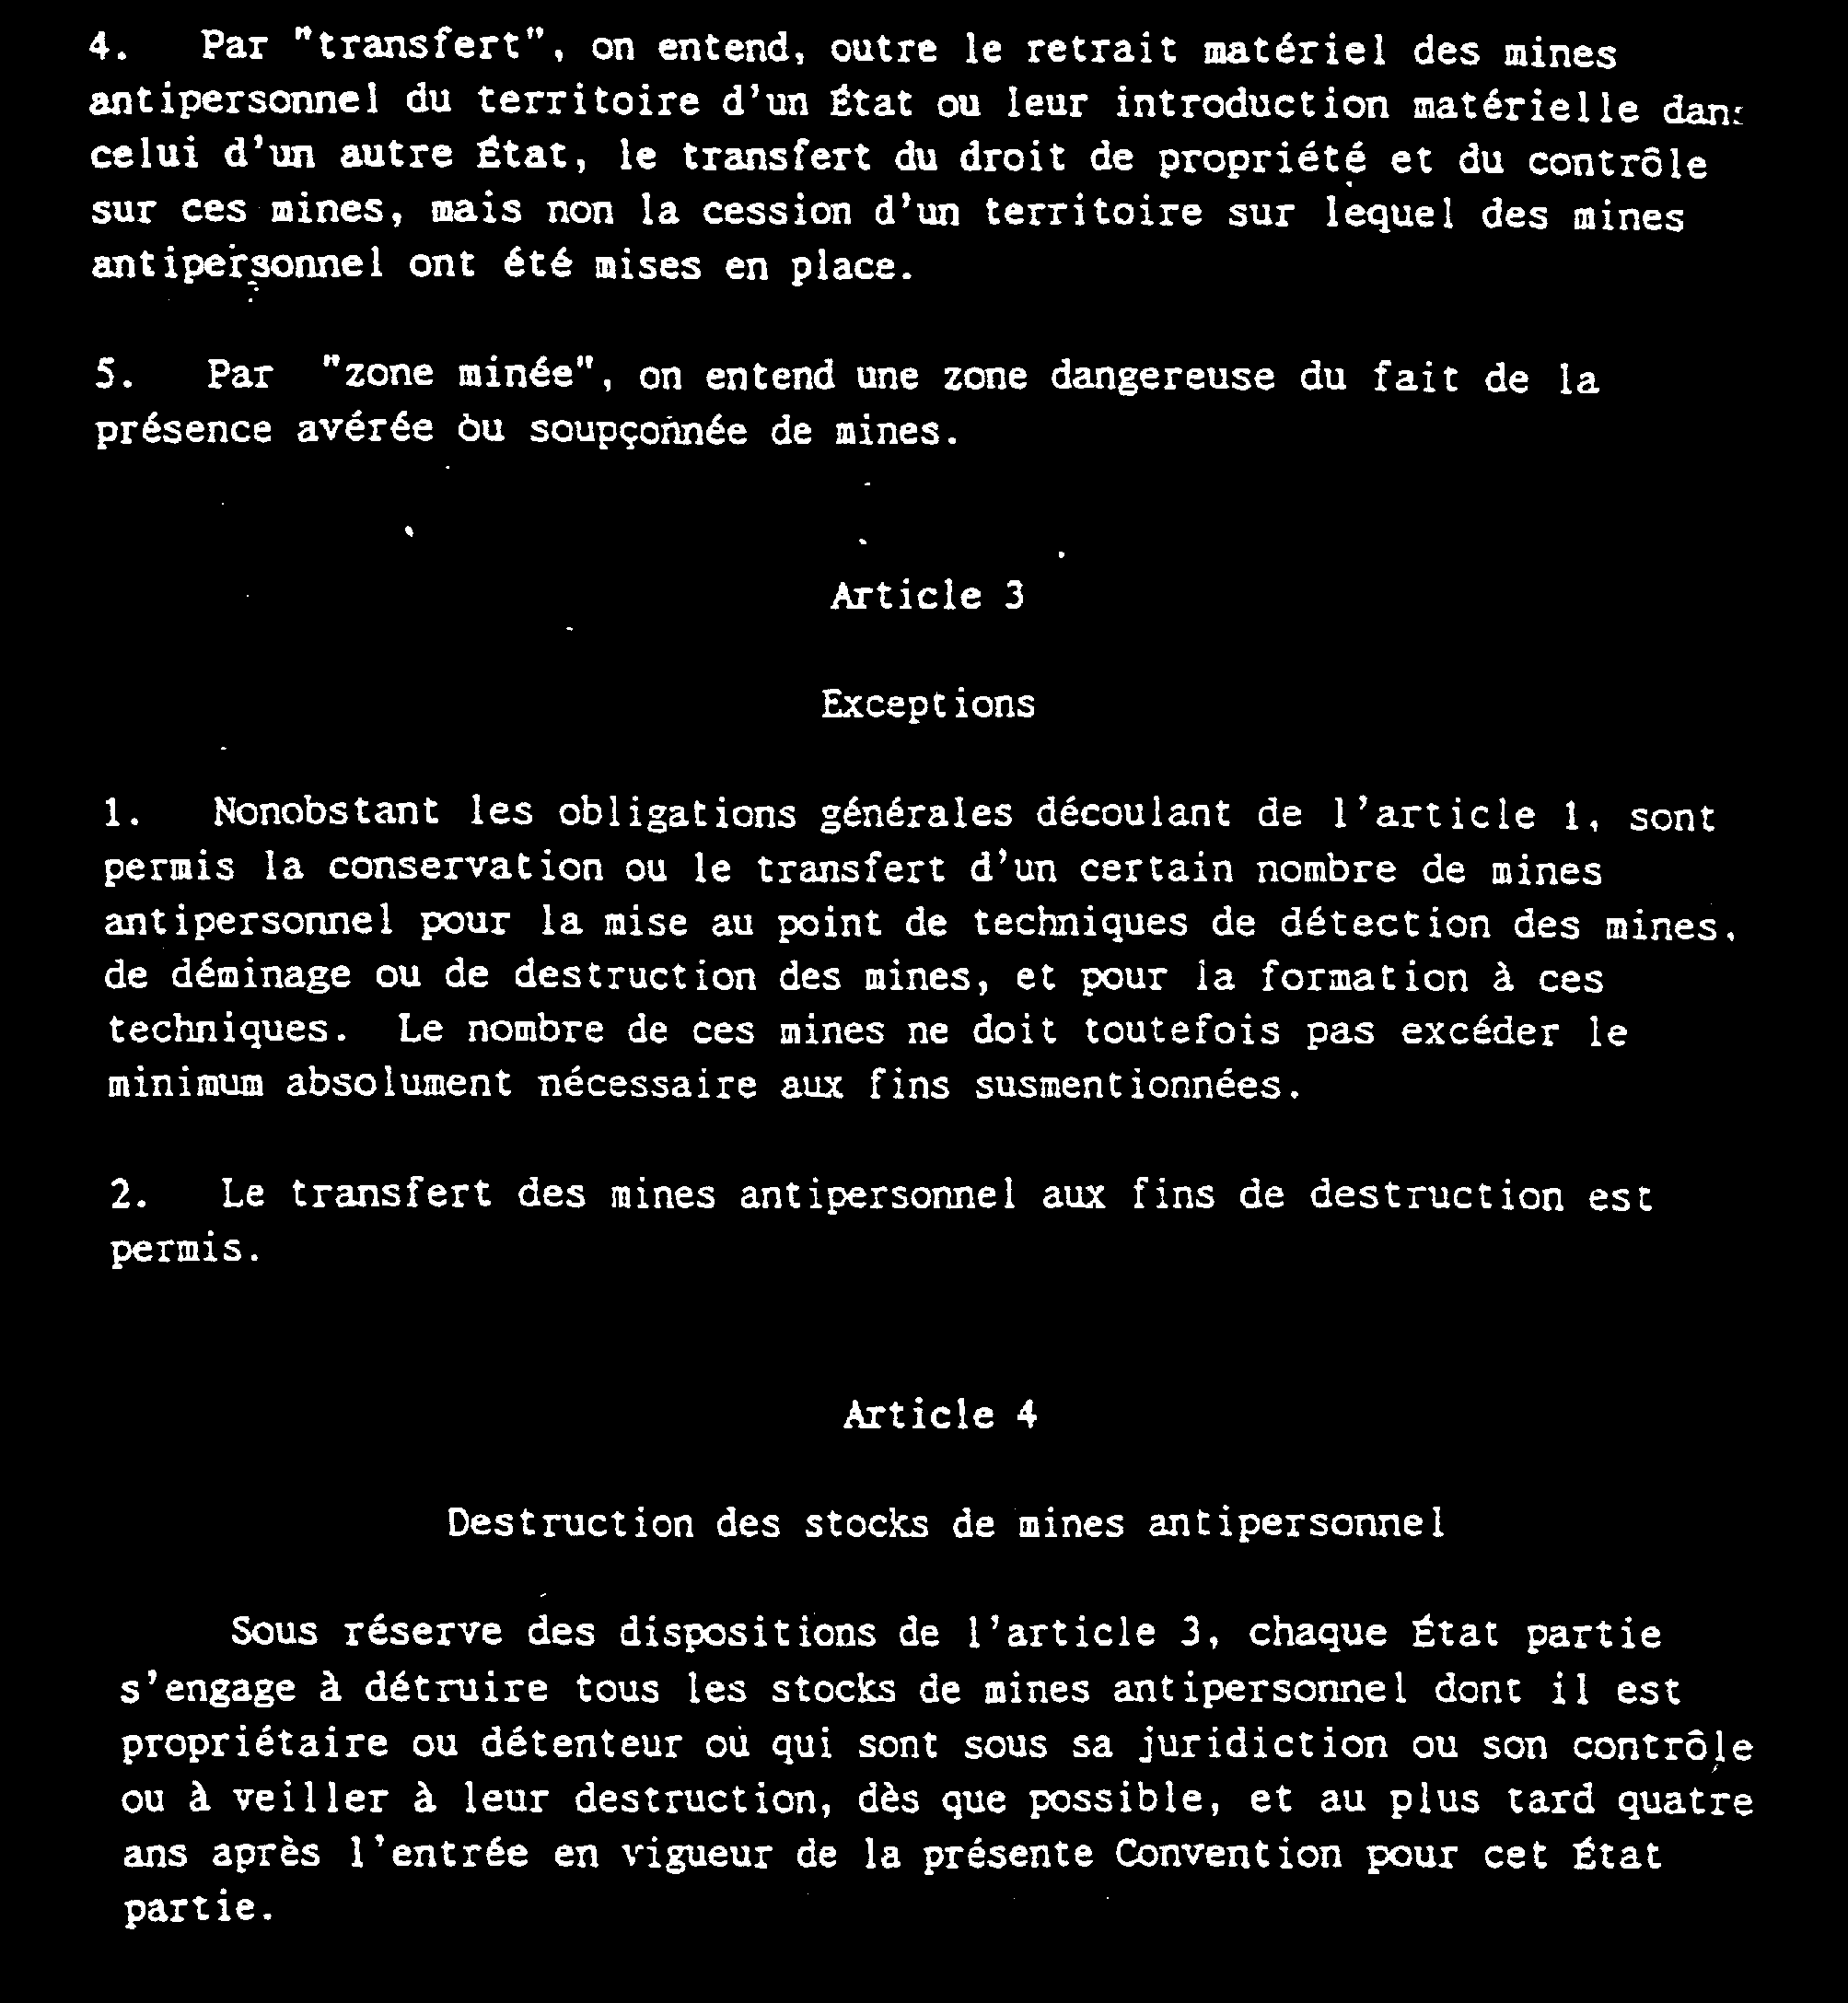 4. Par "transfert", on entend, outre le retrait matériel des mines
antipersonnel du territoire d'un État ou leur introduction matérielle dans
celui d'un autre État, le transfert du droit de propriété et du contrôle
sur ces mines, mais non la cession d'un territoire sur lequel des mines
antipersonnel ont été mises en place.
5. Par "zone minée", on entend une zone dangereuse du fait de la
présence avérée ou soupçonnée de mines.
Article 3
Exceptions
1. Nonobstant les obligations générales découlant de l'article 1, sont
permis la conservation ou le transfert d'un certain nombre de mines
antipersonnel pour la mise au point de techniques de détection des mines,
de déminage ou de destruction des mines, et pour la formation à ces
techniques. Le nombre de ces mines ne doit toutefois pas excéder le
minimum absolument nécessaire aux fins susmentionnées.
2. Le transfert des mines antipersonnel aux fins de destruction est
permis.
Article 4
Destruction des stocks de mines antipersonnel
Sous réserve des dispositions de l'article 3, chaque État partie
s'engage à détruire tous les stocks de mines antipersonnel dont il est
propriétaire ou détenteur ou qui sont sous sa juridiction ou son contrôle
ou à veiller à leur destruction, dès que possible, et au plus tard quatre
ans après l'entrée en vigueur de la présente Convention pour cet État
partie.